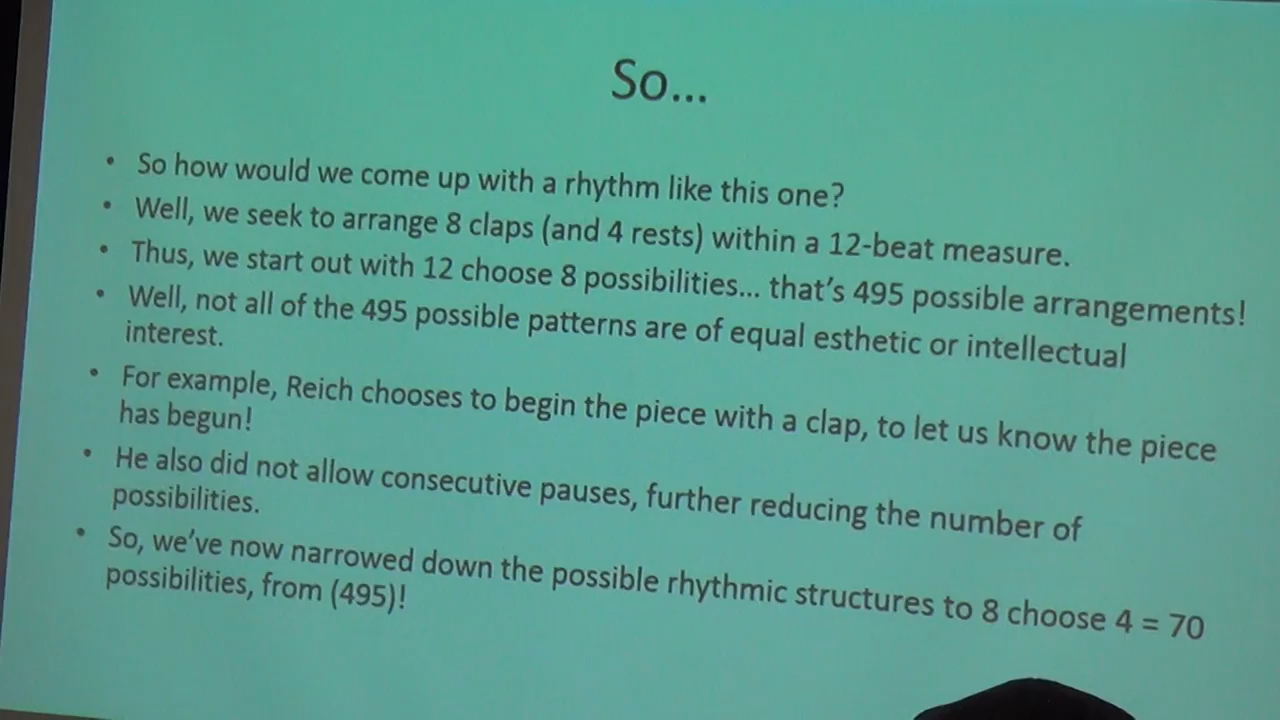 So...
• So how would we come up with a rhythm like this one?
• Well, we seek to arrange 8 claps (and 4 rests) within a 12-beat measure.
• Thus, we start out with 12 choose 8 possibilities... that's 495 possible arrangements!
• Well, not all of the 495 possible patterns are of equal esthetic or intellectual
interest.
• For example, Reich chooses to begin the piece with a clap, to let us know the piece
has begun!
• He also did not allow consecutive pauses, further reducing the number of
possibilities.
• So, we've now narrowed down the possible rhythmic structures to 8 choose 4 = 70
possibilities, from (495)!